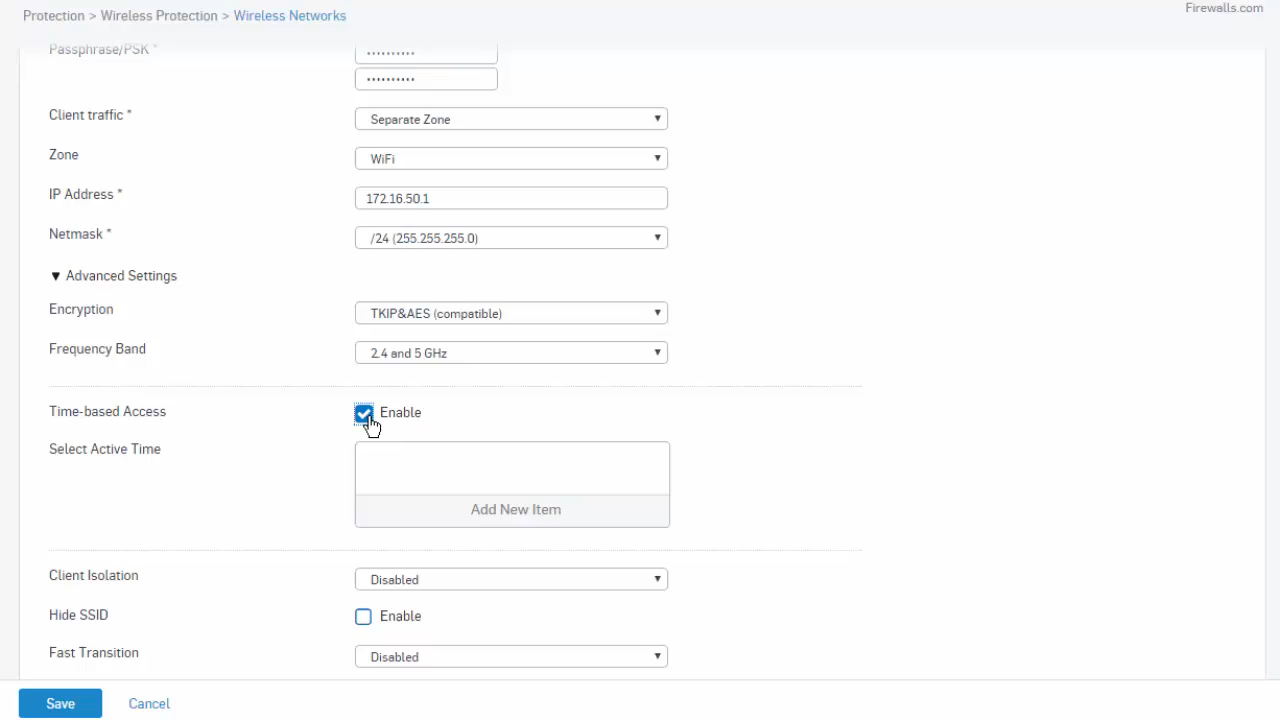 Protection > Wireless Protection > Wireless Networks
Firewalls.com
Passphrase/PSK *
••••••••••
••••••••••
Client traffic * Separate Zone
Zone WiFi
IP Address * 172.16.50.1
Netmask * /24 (255.255.255.0)
▼ Advanced Settings
Encryption TKIP&AES (compatible)
Frequency Band 2.4 and 5 GHz
Time-based Access Enable
Select Active Time
Add New Item
Client Isolation Disabled
Hide SSID Enable
Fast Transition Disabled
Save Cancel